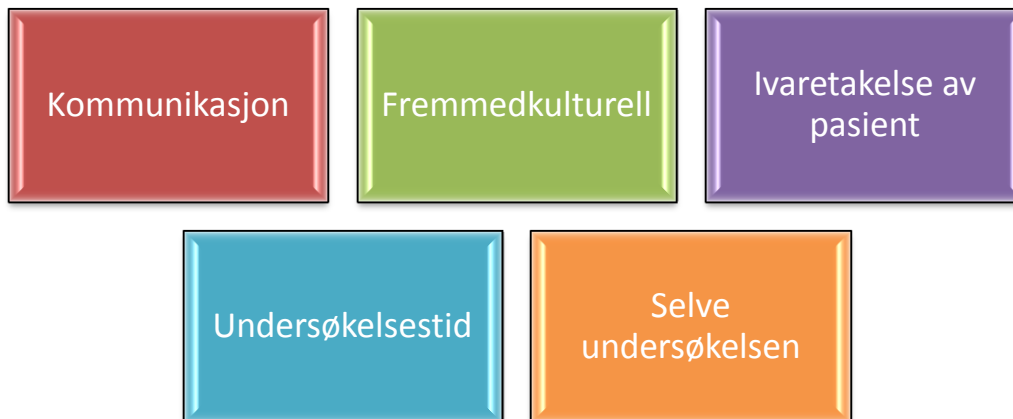 Kommunikasjon
Fremmedkulturell
Ivaretakelse av
pasient
Undersøkelsestid
Selve
undersøkelsen